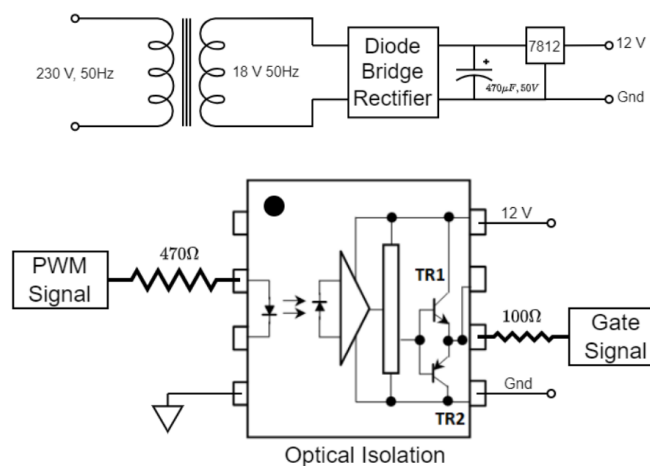 230 V, 50Hz
18 V 50Hz
Diode
Bridge
Rectifier
+
470μF,50V
7812
12 V
Gnd
PWM
Signal
470Ω
TR1
TR2
12 V
100Ω
Gate
Signal
Gnd
Optical Isolation